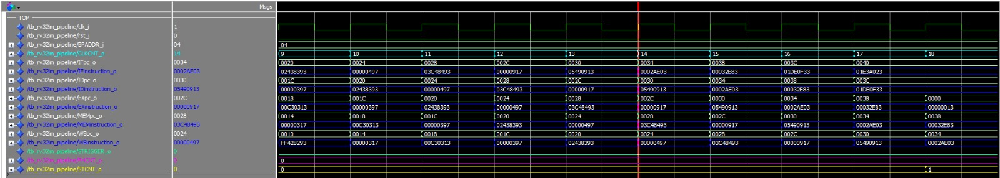 Msgs
TOP
/tb_rv32im_pipeline/clk_i 1
/tb_rv32im_pipeline/rst_i 0
/tb_rv32im_pipeline/BPADDR_i 04 04
/tb_rv32im_pipeline/CLKCNT_o 14 9 10 11 12 13 14 15 16 17 18
/tb_rv32im_pipeline/IFpc_o 0034 0020 0024 0028 002C 0030 0034 0038 003C 0040
/tb_rv32im_pipeline/IFinstruction_o 0002AE03 02438393 00000497 03C48493 00000917 05490913 0002AE03 00032E83 01DE0F33 01E3A023
/tb_rv32im_pipeline/IDpc_o 0030 001C 0020 0024 0028 002C 0030 0034 0038 003C
/tb_rv32im_pipeline/IDinstruction_o 05490913 00000397 02438393 00000497 03C48493 00000917 05490913 0002AE03 00032E83 01DE0F33
/tb_rv32im_pipeline/EXpc_o 002C 0018 001C 0020 0024 0028 002C 0030 0034 0038 0000
/tb_rv32im_pipeline/EXinstruction_o 00000917 00C30313 00000397 02438393 00000497 03C48493 00000917 05490913 0002AE03 00032E83 00000013
/tb_rv32im_pipeline/MEMpc_o 0028 0014 0018 001C 0020 0024 0028 002C 0030 0034 0038
/tb_rv32im_pipeline/MEMinstruction_o 03C48493 00000317 00C30313 00000397 02438393 00000497 03C48493 00000917 05490913 0002AE03 00032E83
/tb_rv32im_pipeline/WBpc_o 0024 0010 0014 0018 001C 0020 0024 0028 002C 0030 0034
/tb_rv32im_pipeline/WBinstruction_o 00000497 FF428293 00000317 00C30313 00000397 02438393 00000497 03C48493 00000917 05490913 0002AE03
/tb_rv32im_pipeline/STRIGGER_o 0
/tb_rv32im_pipeline/FHCNT_o 0 0
/tb_rv32im_pipeline/STCNT_o 0 0 1